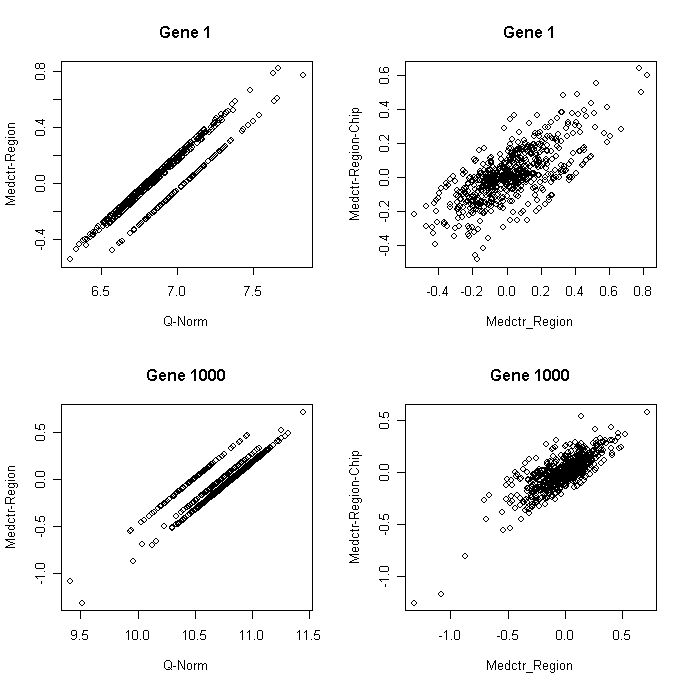 Gene 1
Medctr-Region
0.8
0.4
0.0
-0.4
6.5 7.0 7.5
Q-Norm
Gene 1
Medctr-Region-Chip
0.6
0.4
0.2
0.0
-0.2
-0.4
-0.4 -0.2 0.0 0.2 0.4 0.6 0.8
Medctr_Region
Gene 1000
Medctr-Region
0.5
0.0
-0.5
-1.0
9.5 10.0 10.5 11.0 11.5
Q-Norm
Gene 1000
Medctr-Region-Chip
0.5
0.0
-0.5
-1.0
-1.0 -0.5 0.0 0.5
Medctr_Region